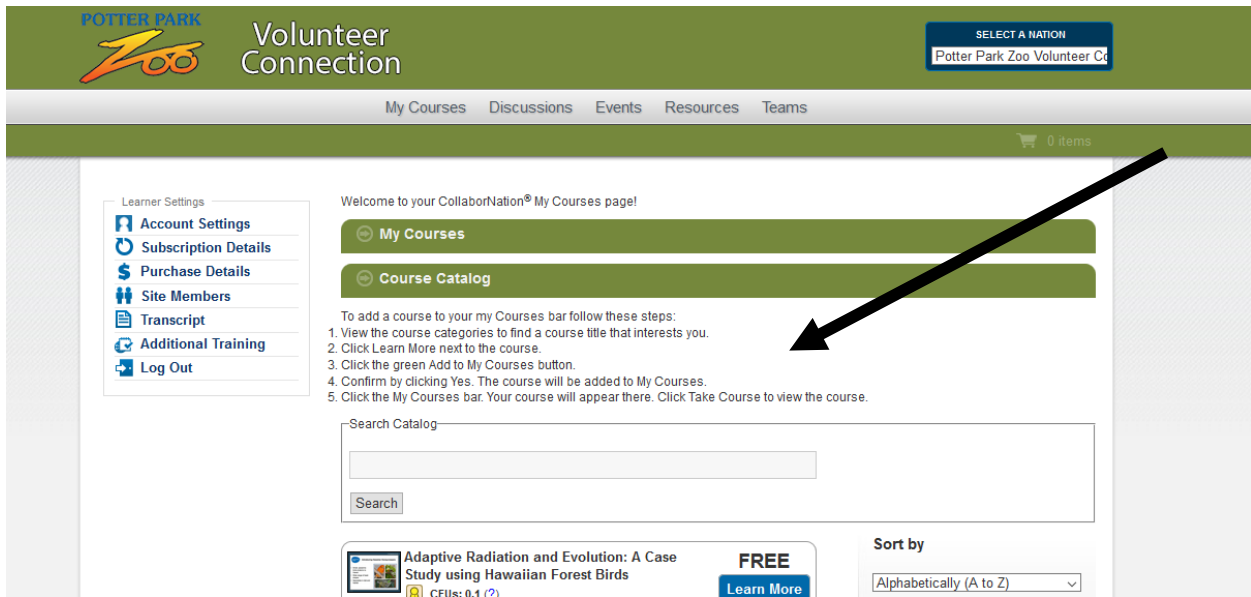 POTTER PARK
Zoo
Volunteer
Connection
SELECT A NATION
Potter Park Zoo Volunteer Co
My Courses Discussions Events Resources Teams
0 items
Learner Settings
Account Settings
Subscription Details
Purchase Details
Site Members
Transcript
Additional Training
Log Out
Welcome to your CollaborNation® My Courses page!
My Courses
Course Catalog
To add a course to your my Courses bar follow these steps:
1. View the course categories to find a course title that interests you.
2. Click Learn More next to the course.
3. Click the green Add to My Courses button.
4. Confirm by clicking Yes. The course will be added to My Courses.
5. Click the My Courses bar. Your course will appear there. Click Take Course to view the course.
Search Catalog
Search
Adaptive Radiation and Evolution: A Case
Study using Hawaiian Forest Birds
CEUs: 0.1 (?)
FREE
Learn More
Sort by
Alphabetically (A to Z)